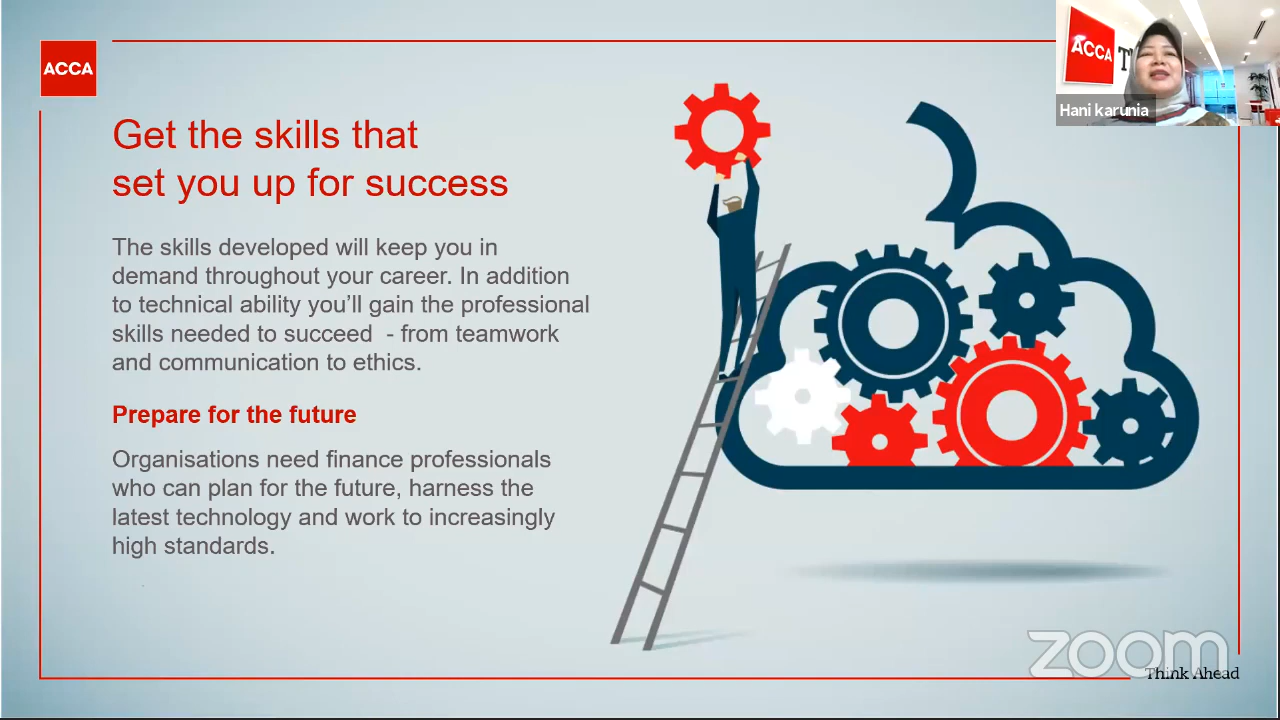 ACCA
Get the skills that
set you up for success
The skills developed will keep you in
demand throughout your career. In addition
to technical ability you’ll gain the professional
skills needed to succeed  - from teamwork
and communication to ethics.
Prepare for the future
Organisations need finance professionals
who can plan for the future, harness the
latest technology and work to increasingly
high standards.
ACCA
Hani karunia
zoom
Think Ahead